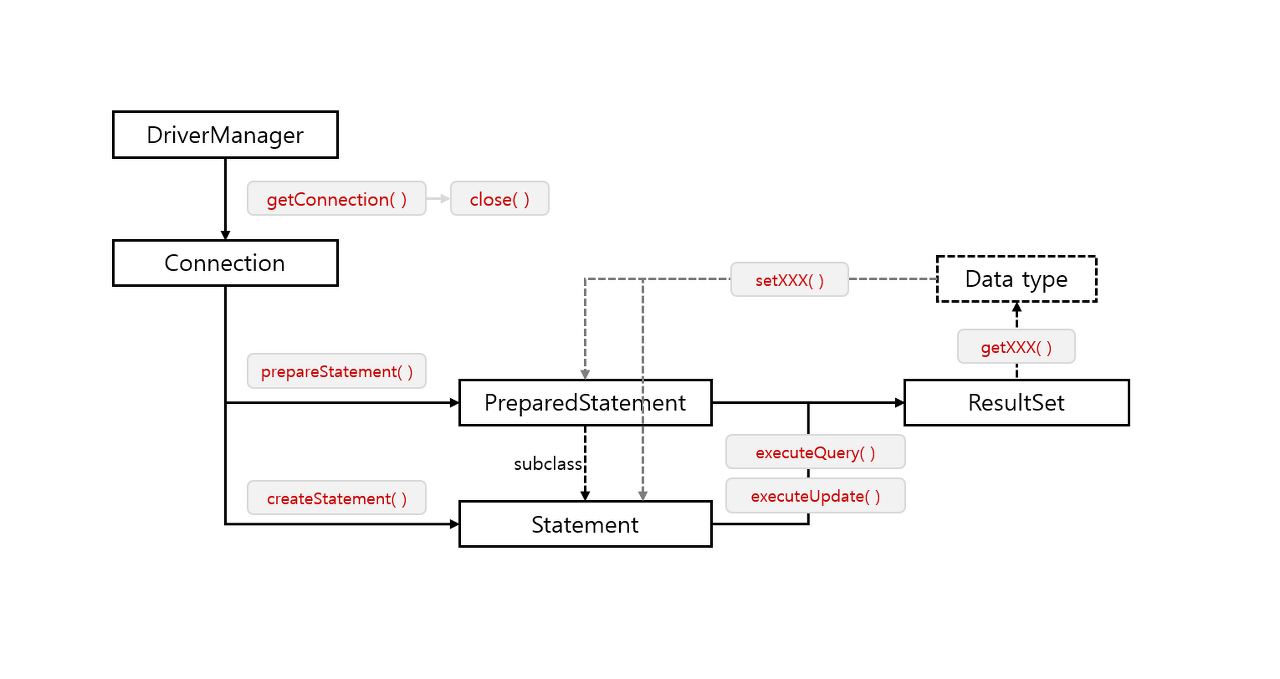 DriverManager
getConnection( )
close( )
Connection
setXXX( )
Data type
getXXX( )
prepareStatement( )
PreparedStatement
ResultSet
executeQuery( )
subclass
createStatement( )
executeUpdate( )
Statement